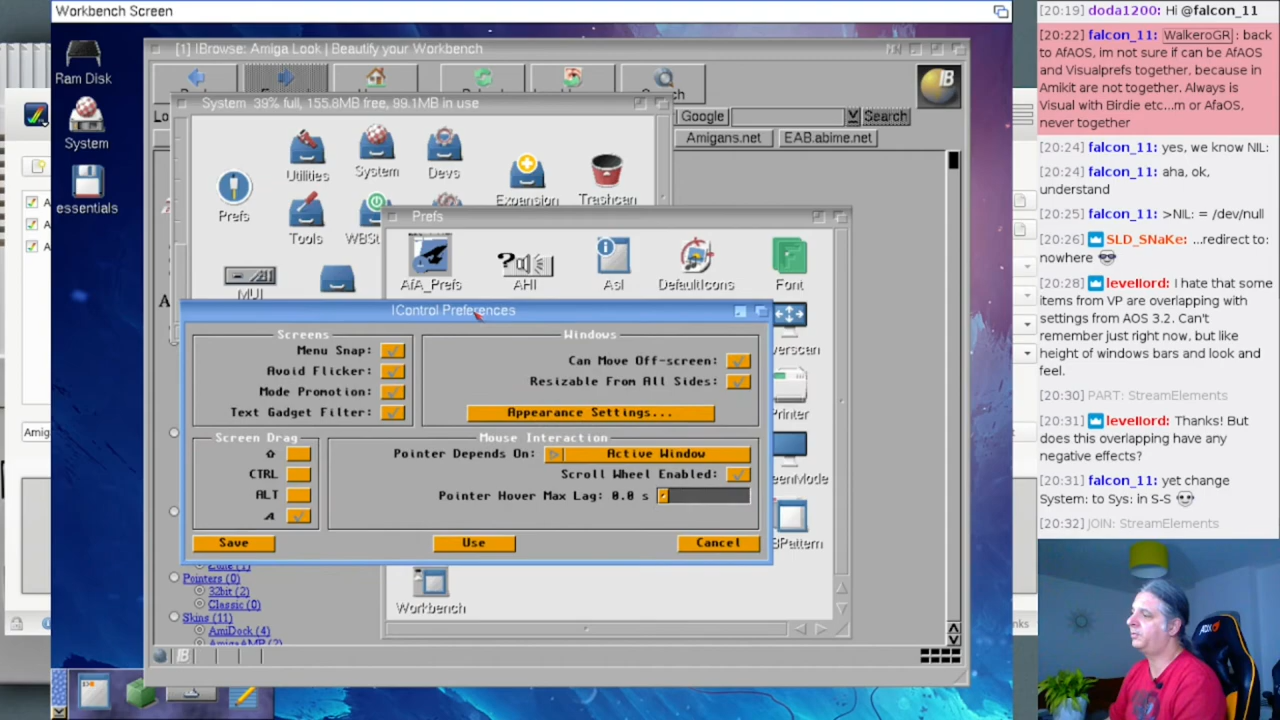 Workbench Screen
Ram Disk
System
essentials
[1] IBrowse: Amiga Look | Beautify your Workbench
Google
Search
Amigans.net
EAB.abime.net
System 39% full, 155.8MB free, 99.1MB in use
Prefs
Utilities
System
Devs
Expansion
Trashcan
Tools
MUI
Prefs
AfA_Prefs
AHI
Asl
DefaultIcons
Font
Printer
Workbench
IControl Preferences
Screens
Menu Snap:
Avoid Flicker:
Mode Promotion:
Text Gadget Filter:
Windows
Can Move Off-screen:
Resizable From All Sides:
Appearance Settings...
Screen Drag
CTRL
ALT
A
Mouse Interaction
Pointer Depends On:
Active Window
Scroll Wheel Enabled:
Pointer Hover Max Lag: 0.0 s
Save
Use
Cancel
Pointers (0)
32bit (2)
Classic (0)
Skins (11)
AmiDock (4)
[20:19] doda1200: Hi @falcon_11
[20:22] falcon_11: WalkeroGR: back
to AfAOS, im not sure if can be AfAOS
and Visualprefs together. because in
Amikit are not together. Always is
Visual with Birdie etc...m or AfaOS,
never together
[20:24] falcon_11: yes, we know NIL:
[20:24] falcon_11: aha, ok,
understand
[20:25] falcon_11: >NIL: = /dev/null
[20:26] SLD_SNaKe: ...redirect to
nowhere
[20:28] levellord: I hate that some
items from VP are overlapping with
settings from AOS 3.2. Can't
remember just right now, but like
height of windows bars and look and
feel.
[20:30] PART: StreamElements
[20:31] levellord: Thanks! But
does this overlapping have any
negative effects?
[20:31] falcon_11: yet change
System: to Sys: in S-S
[20:32] JOIN: StreamElements